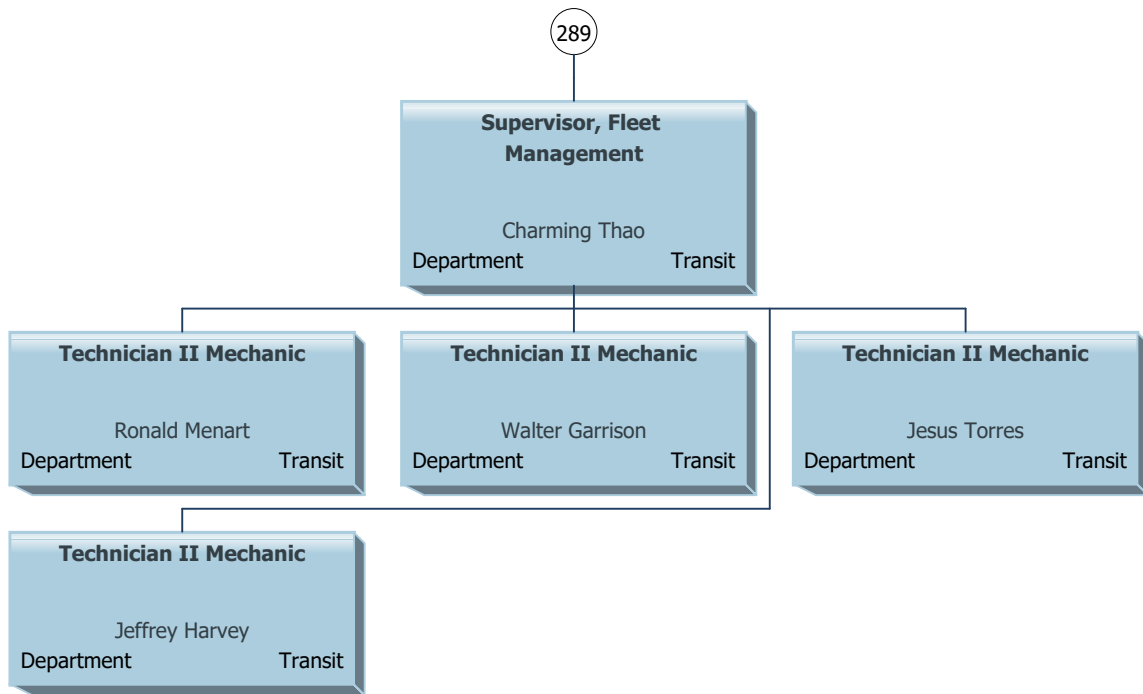 289
Supervisor, Fleet
Management
Charming Thao
Department Transit
Technician II Mechanic
Ronald Menart
Department Transit
Technician II Mechanic
Walter Garrison
Department Transit
Technician II Mechanic
Jesus Torres
Department Transit
Technician II Mechanic
Jeffrey Harvey
Department Transit